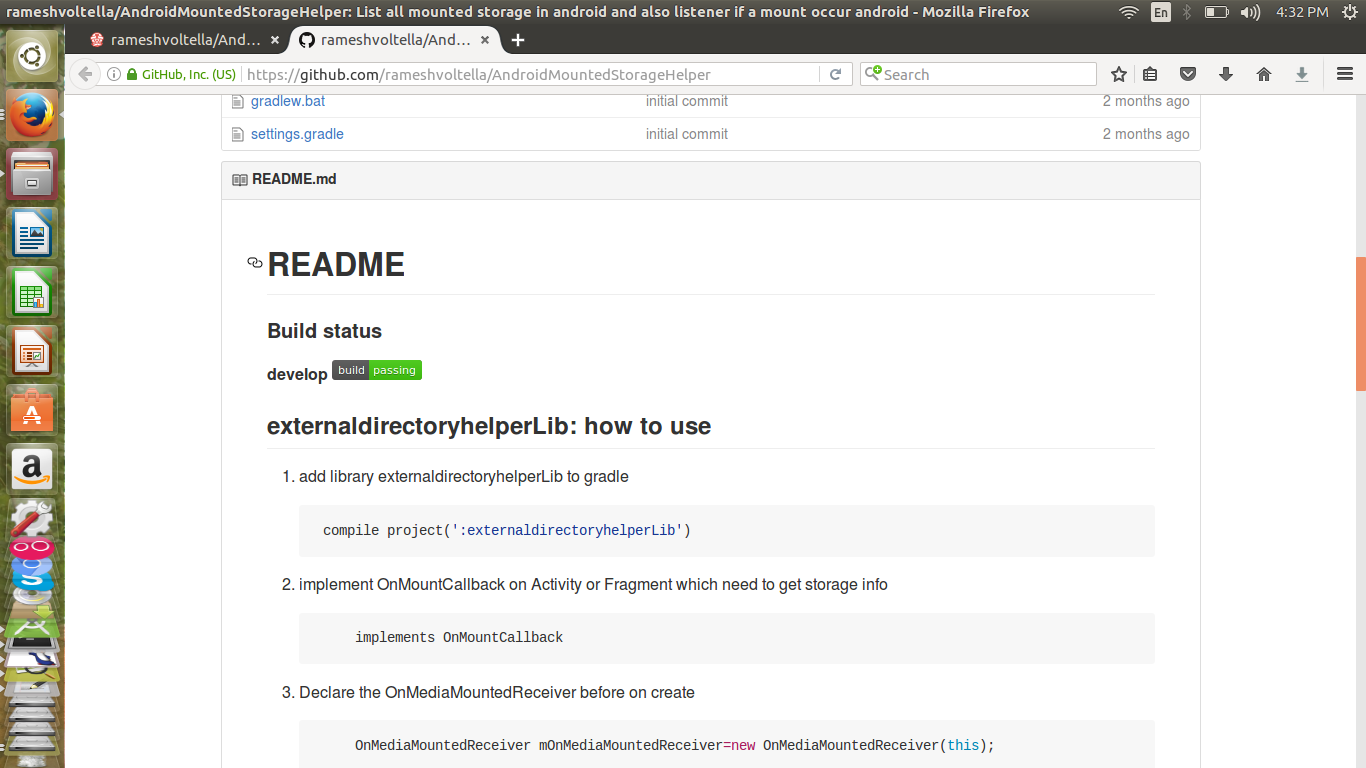 rameshvoltella/AndroidMountedStorageHelper: List all mounted storage in android and also listener if a mount occur android - Mozilla Firefox
En
4:32 PM
rameshvoltella/And...
rameshvoltella/And...
GitHub, Inc. (US)
https://github.com/rameshvoltella/AndroidMountedStorageHelper
Search
gradlew.bat initial commit 2 months ago
settings.gradle initial commit 2 months ago
README.md
README
Build status
develop build passing
externaldirectoryhelperLib: how to use
1. add library externaldirectoryhelperLib to gradle
compile project(':externaldirectoryhelperLib')
2. implement OnMountCallback on Activity or Fragment which need to get storage info
implements OnMountCallback
3. Declare the OnMediaMountedReceiver before on create
OnMediaMountedReceiver mOnMediaMountedReceiver=new OnMediaMountedReceiver(this);